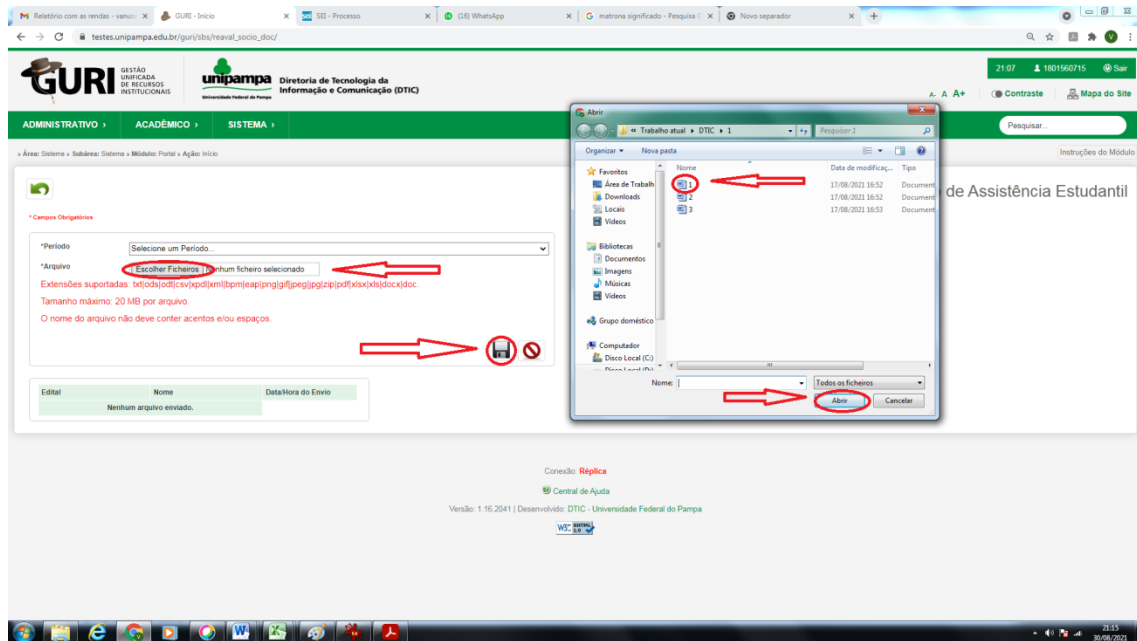 Relatório com as rendas - vanus
GURI - Início
SEI - Processo
(16) WhatsApp
matrona significado - Pesquisa G
Novo separador
testes.unipampa.edu.br/guri/sbs/reaval_socio_doc/
GURI
GESTÃO
UNIFICADA
DE RECURSOS
INSTITUCIONAIS
unipampa
Universidade Federal do Pampa
Diretoria de Tecnologia da
Informação e Comunicação (DTIC)
21:07 1801560715 Sair
A- A A+ Contraste Mapa do Site
ADMINISTRATIVO › ACADÊMICO › SISTEMA ›
Pesquisar...
» Área: Sistema » Subárea: Sistema » Módulo: Portal » Ação: Início
Instruções do Módulo
de Assistência Estudantil
* Campos Obrigatórios
*Período Selecione um Período...
*Arquivo Escolher Ficheiros Nenhum ficheiro selecionado
Extensões suportadas: txt|ods|odt|csv|xpdl|xml|bpm|eap|png|gif|jpeg|jpg|zip|pdf|xlsx|xls|docx|doc.
Tamanho máximo: 20 MB por arquivo.
O nome do arquivo não deve conter acentos e/ou espaços.
Edital Nome Data/Hora do Envio
Nenhum arquivo enviado.
Abrir
« Trabalho atual DTIC 1
Pesquisar 1
Organizar Nova pasta
Nome Data de modificaç... Tipo
1 17/08/2021 16:52 Document
2 17/08/2021 16:52 Document
3 17/08/2021 16:53 Document
Favoritos
Área de Trabalh
Downloads
Locais
Vídeos
Bibliotecas
Documentos
Imagens
Músicas
Vídeos
Grupo doméstico
Computador
Disco Local (C:)
Disco Local (D:)
Nome: Todos os ficheiros
Abrir Cancelar
Conexão: Réplica
Central de Ajuda
Versão: 1.16.2041 | Desenvolvido: DTIC - Universidade Federal do Pampa
W3C XHTML 1.0
21:15
30/08/2021